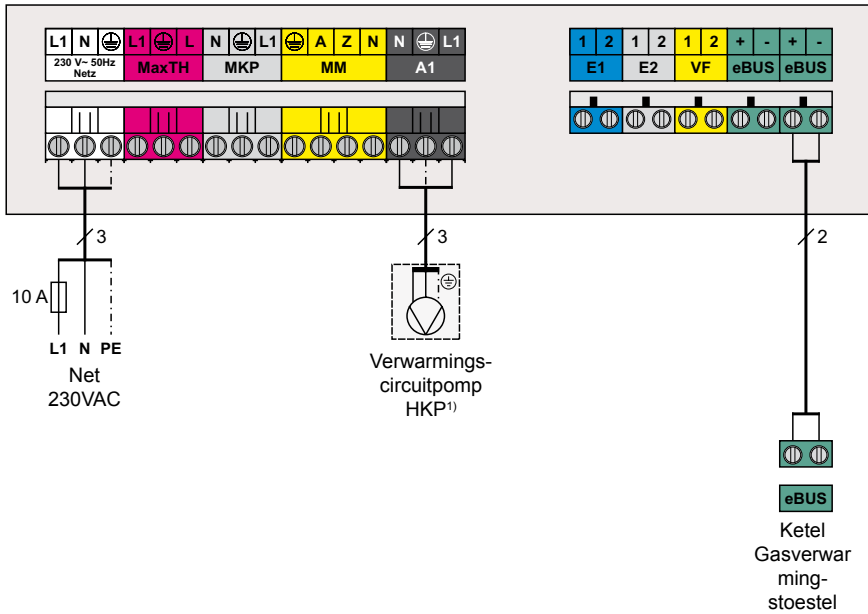 L1 N L1 L N L1 A Z N N L1 1 2 1 2 1 2 + - + -
230 V~ 50Hz
Netz
MaxTH MKP MM A1 E1 E2 VF eBUS eBUS
3
3
2
10 A
L1 N PE
Net
230VAC
Verwarmings-
circuitpomp
HKP1)
eBUS
Ketel
Gasverwar
ming-
stoestel